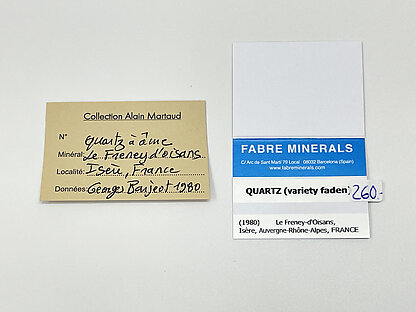 Collection Alain Martaud
N° quartz à âme
Minéral: Le Freney d'oisans
Localité: Isère, France
Données: Georges 1980
FABRE MINERALS
C/ Arc de Sant Martí 79 Local 08032 Barcelona (Spain)
www.fabreminerals.com
QUARTZ (variety faden)
260.-
(1980) Le Freney-d'Oisans,
Isère, Auvergne-Rhône-Alpes, FRANCE